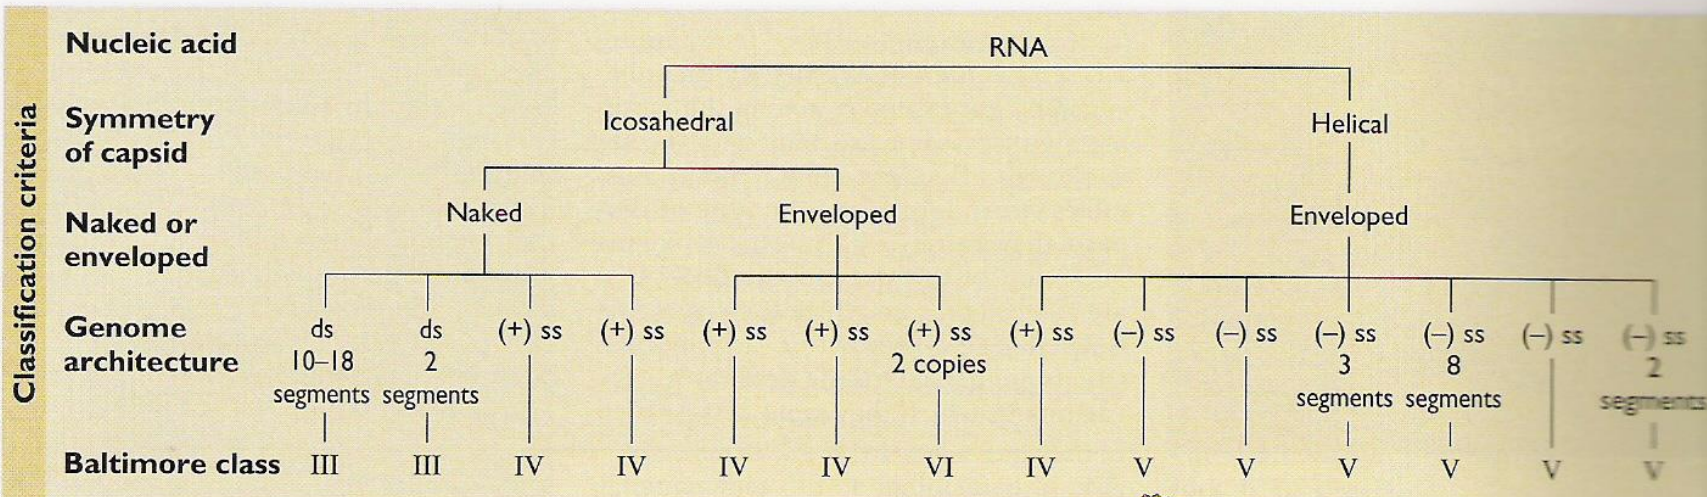 Classification criteria
Nucleic acid
RNA
Symmetry
of capsid
Icosahedral
Helical
Naked or
enveloped
Naked
Enveloped
Enveloped
Genome
architecture
ds
10–18
segments
ds
2
segments
(+) ss
(+) ss
(+) ss
(+) ss
(+) ss
2 copies
(+) ss
(–) ss
(–) ss
(–) ss
3
segments
(–) ss
8
segments
(–) ss
(–) ss
2
segments
Baltimore class
III
III
IV
IV
IV
IV
VI
IV
V
V
V
V
V
V